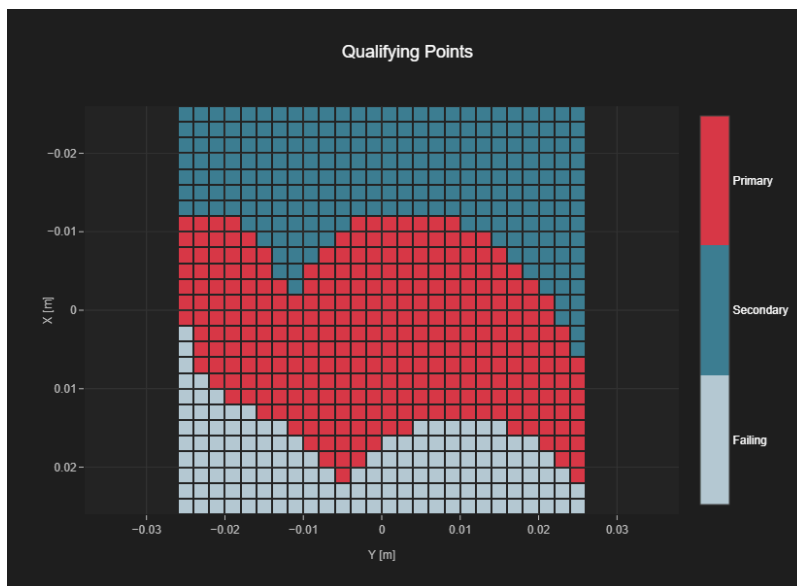 Qualifying Points
−0.02
−0.01
0
0.01
0.02
X [m]
−0.03
−0.02
−0.01
0
0.01
0.02
0.03
Y [m]
Primary
Secondary
Failing